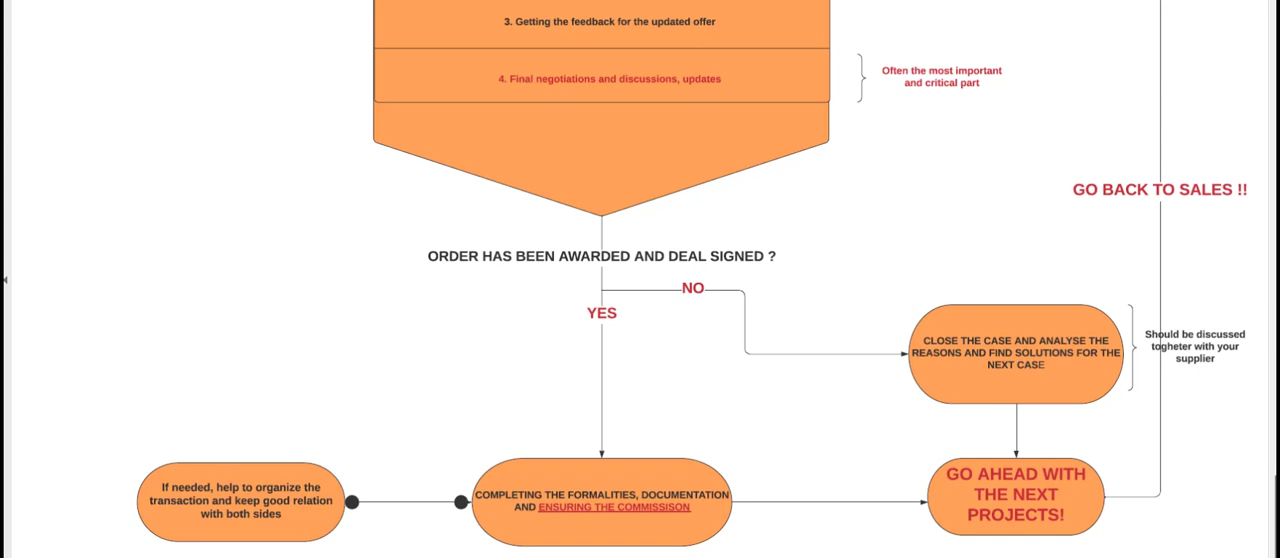 3. Getting the feedback for the updated offer
4. Final negotiations and discussions, updates
Often the most important
and critical part
GO BACK TO SALES !!
ORDER HAS BEEN AWARDED AND DEAL SIGNED ?
NO
YES
CLOSE THE CASE AND ANALYSE THE
REASONS AND FIND SOLUTIONS FOR THE
NEXT CASE
Should be discussed
togheter with your
supplier
If needed, help to organize the
transaction and keep good relation
with both sides
COMPLETING THE FORMALITIES, DOCUMENTATION
AND ENSURING THE COMMISSISON
GO AHEAD WITH
THE NEXT
PROJECTS!